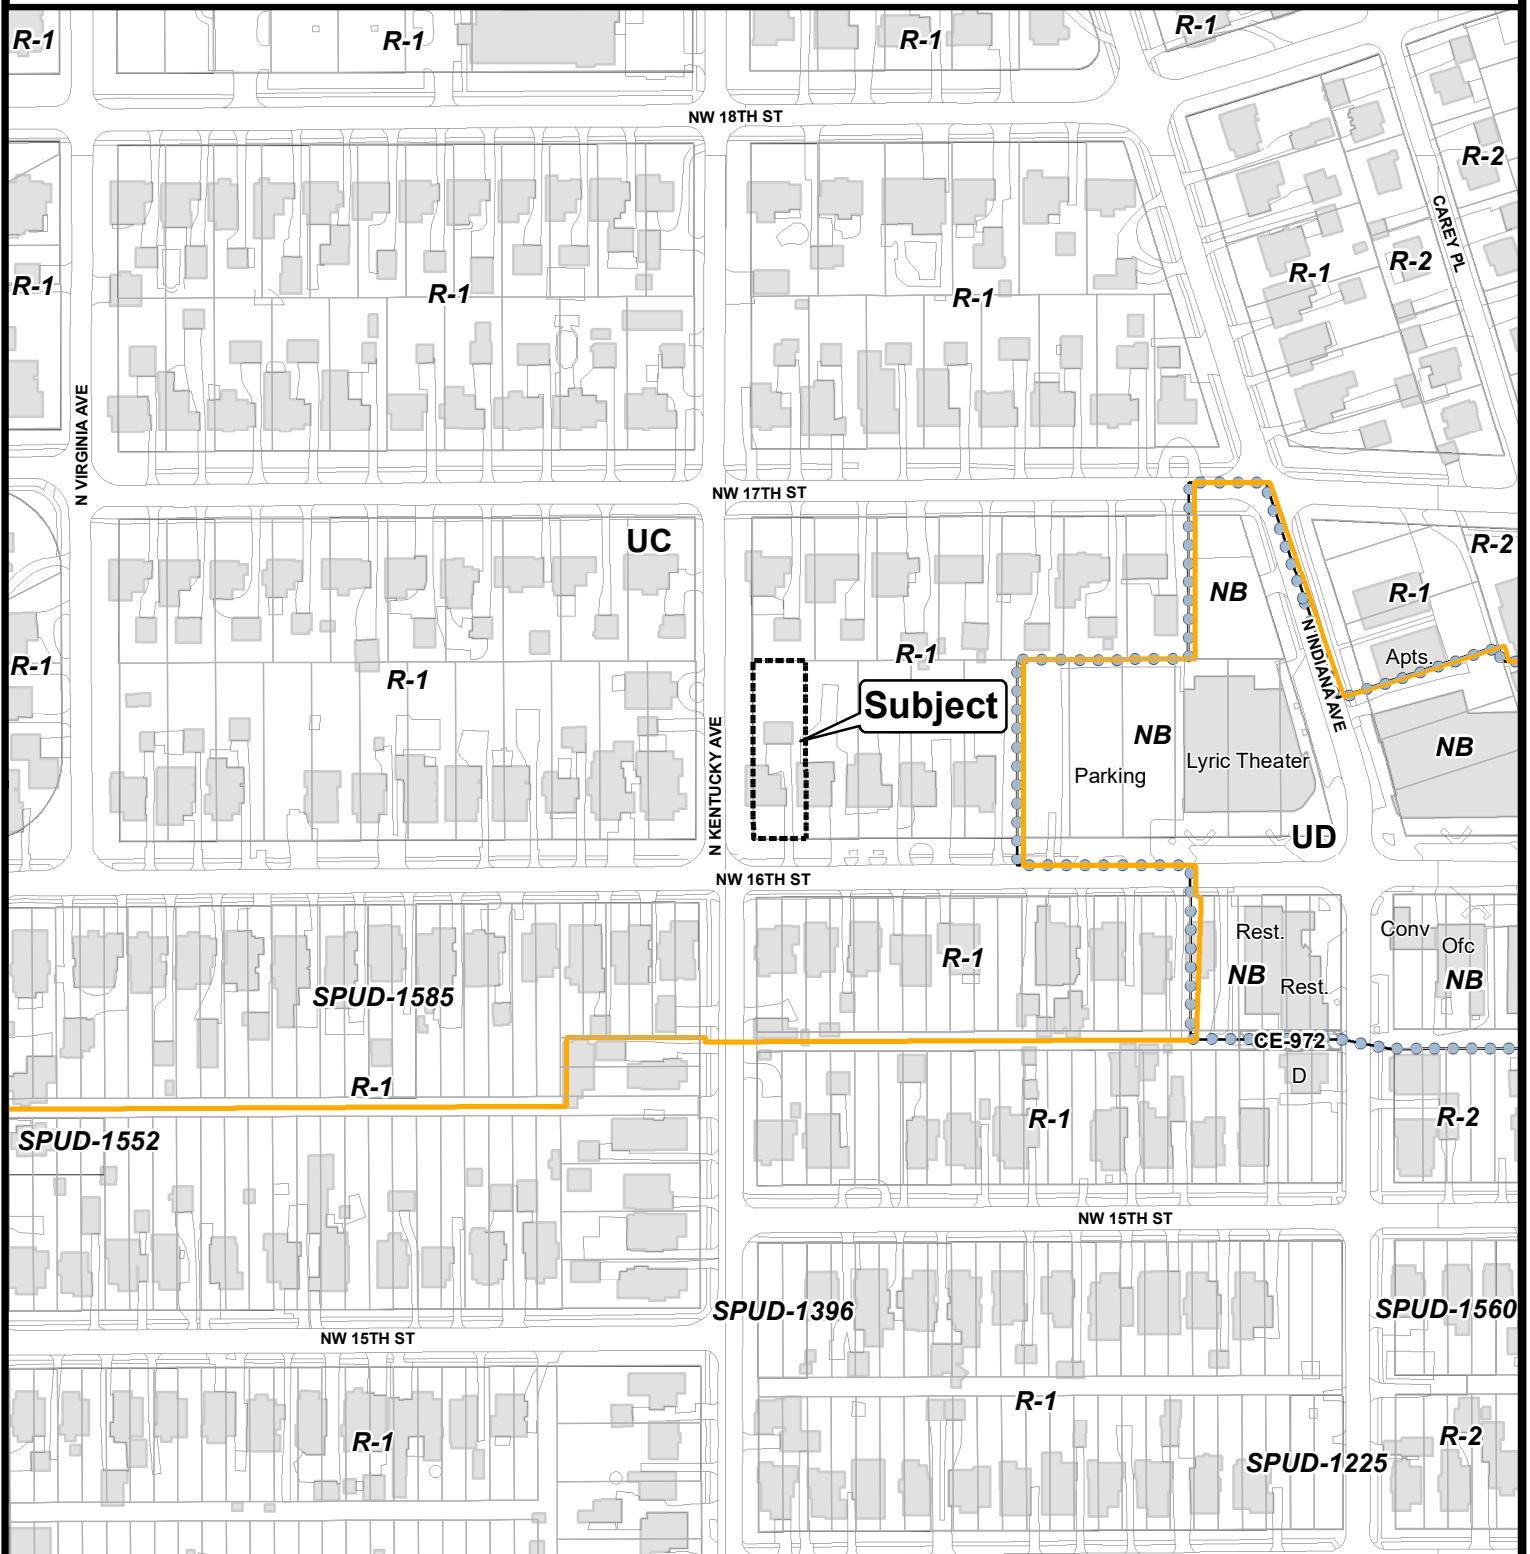 R-1
R-1
R-1
R-1
NW 18TH ST
R-2
CAREY PL
R-1
R-1
R-1
R-1
R-2
N VIRGINIA AVE
NW 17TH ST
UC
R-2
NB
R-1
N INDIANA AVE
R-1
R-1
R-1
Apts.
Subject
N KENTUCKY AVE
NB
NB
Lyric Theater
Parking
UD
NW 16TH ST
Rest.
Conv
Ofc
R-1
NB
Rest.
NB
SPUD-1585
CE-972
D
R-1
R-1
R-2
SPUD-1552
NW 15TH ST
SPUD-1396
SPUD-1560
NW 15TH ST
R-1
R-1
R-2
SPUD-1225